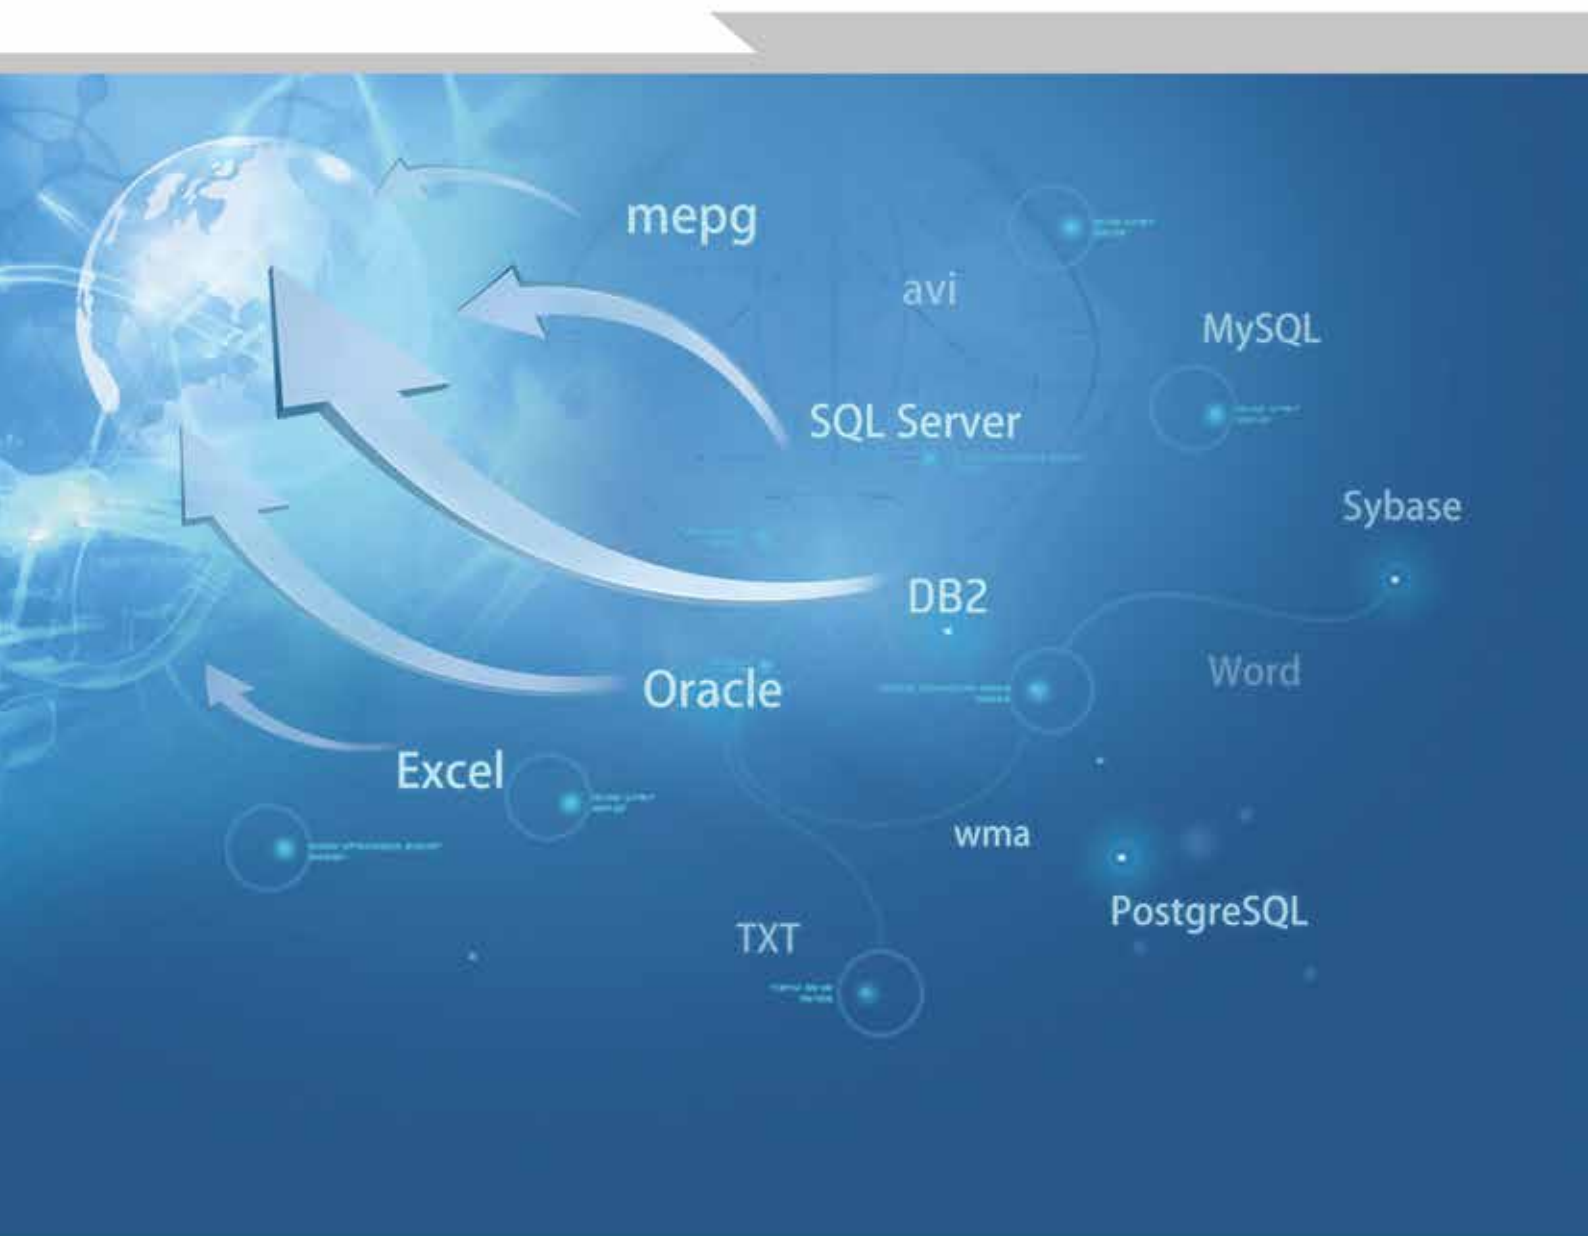 mepg
avi
MySQL
SQL Server
Sybase
DB2
Word
Oracle
Excel
wma
PostgreSQL
TXT